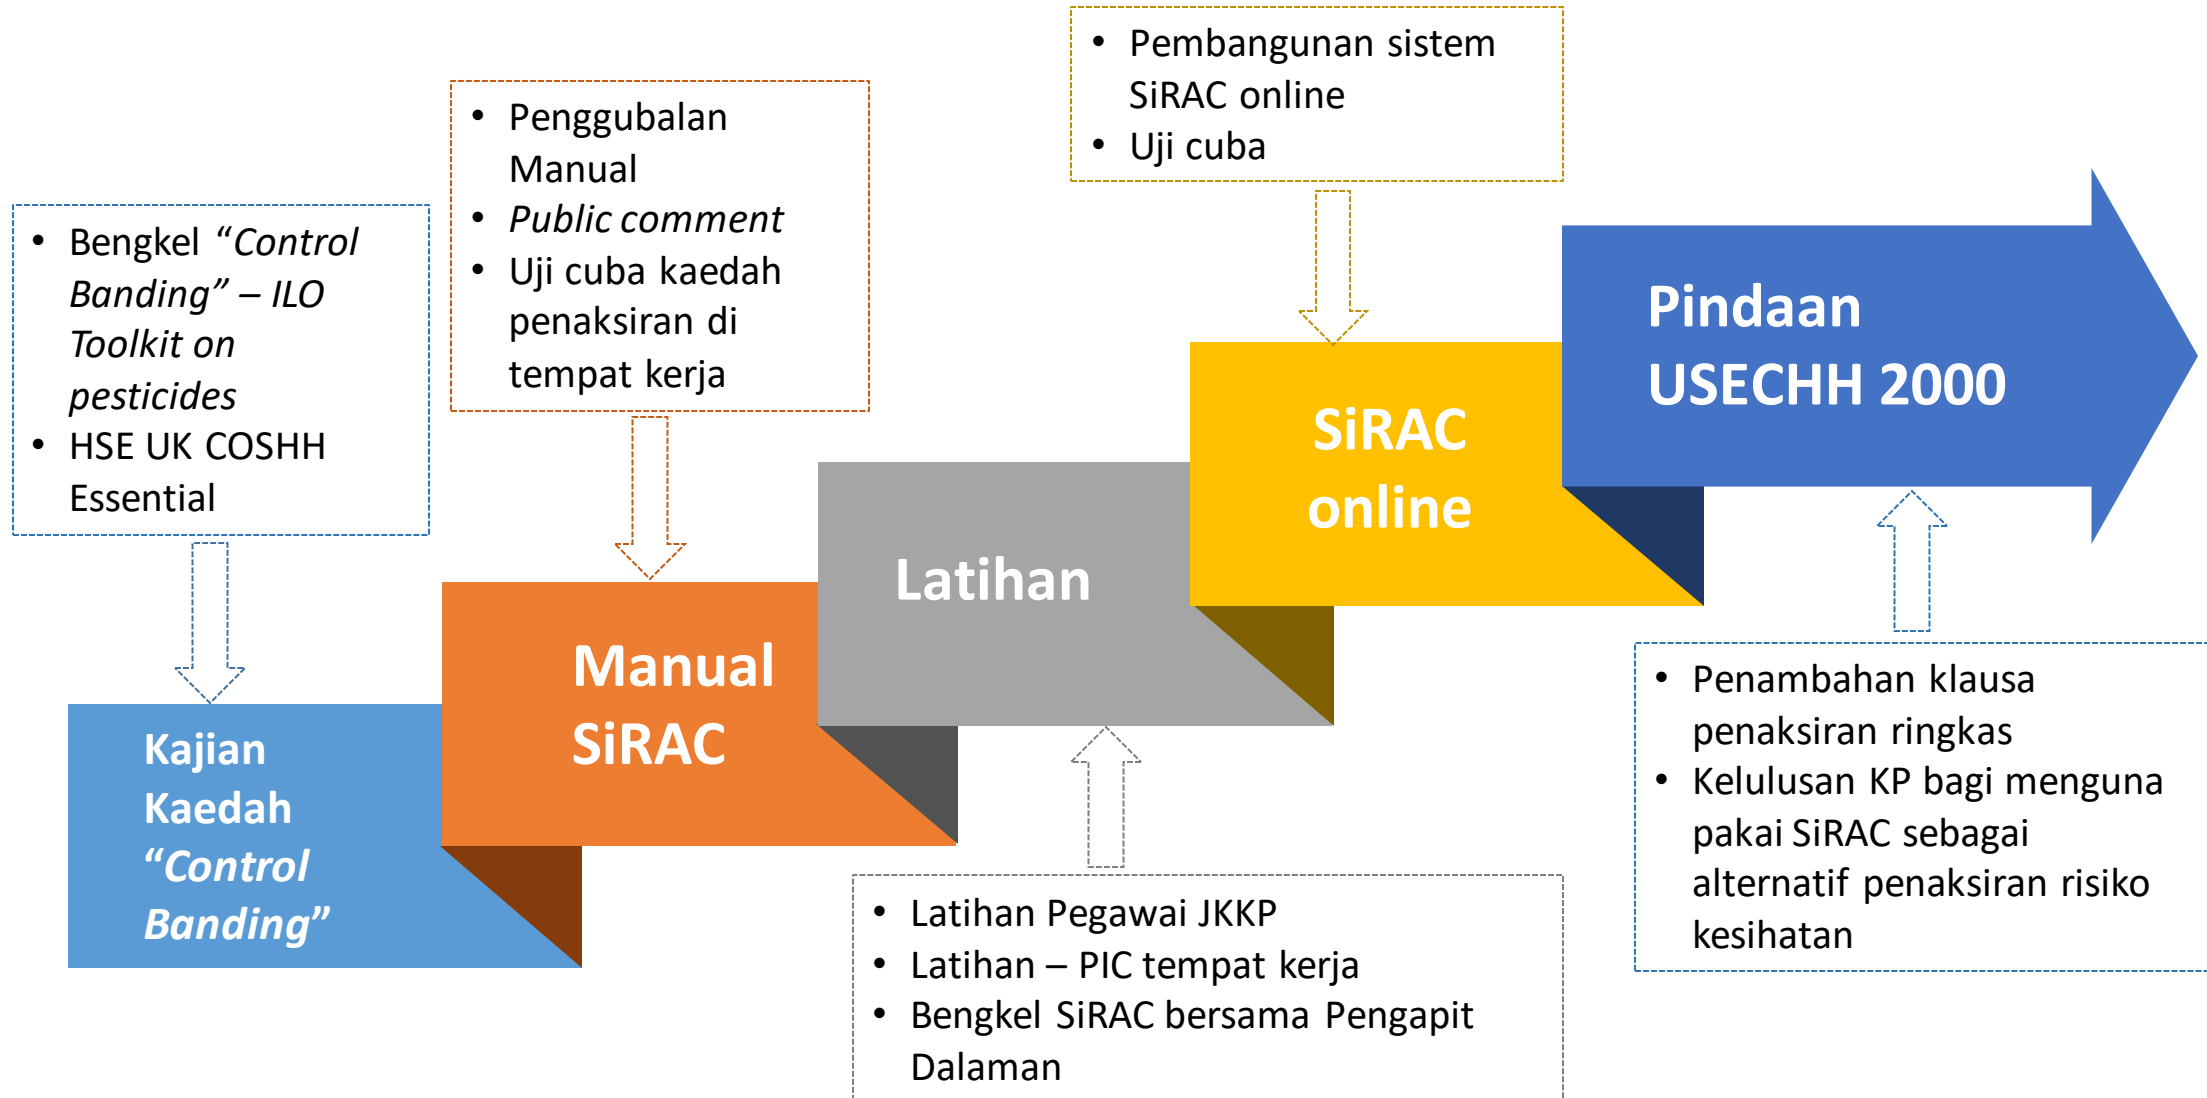 • Bengkel “Control
Banding” – ILO
Toolkit on
pesticides
• HSE UK COSHH
Essential
Kajian
Kaedah
“Control
Banding”
• Penggubalan
Manual
• Public comment
• Uji cuba kaedah
penaksiran di
tempat kerja
Manual
SiRAC
Latihan
• Latihan Pegawai JKKP
• Latihan – PIC tempat kerja
• Bengkel SiRAC bersama Pengapit
Dalaman
• Pembangunan sistem
SiRAC online
• Uji cuba
SiRAC
online
Pindaan
USECHH 2000
• Penambahan klausa
penaksiran ringkas
• Kelulusan KP bagi menguna
pakai SiRAC sebagai
alternatif penaksiran risiko
kesihatan